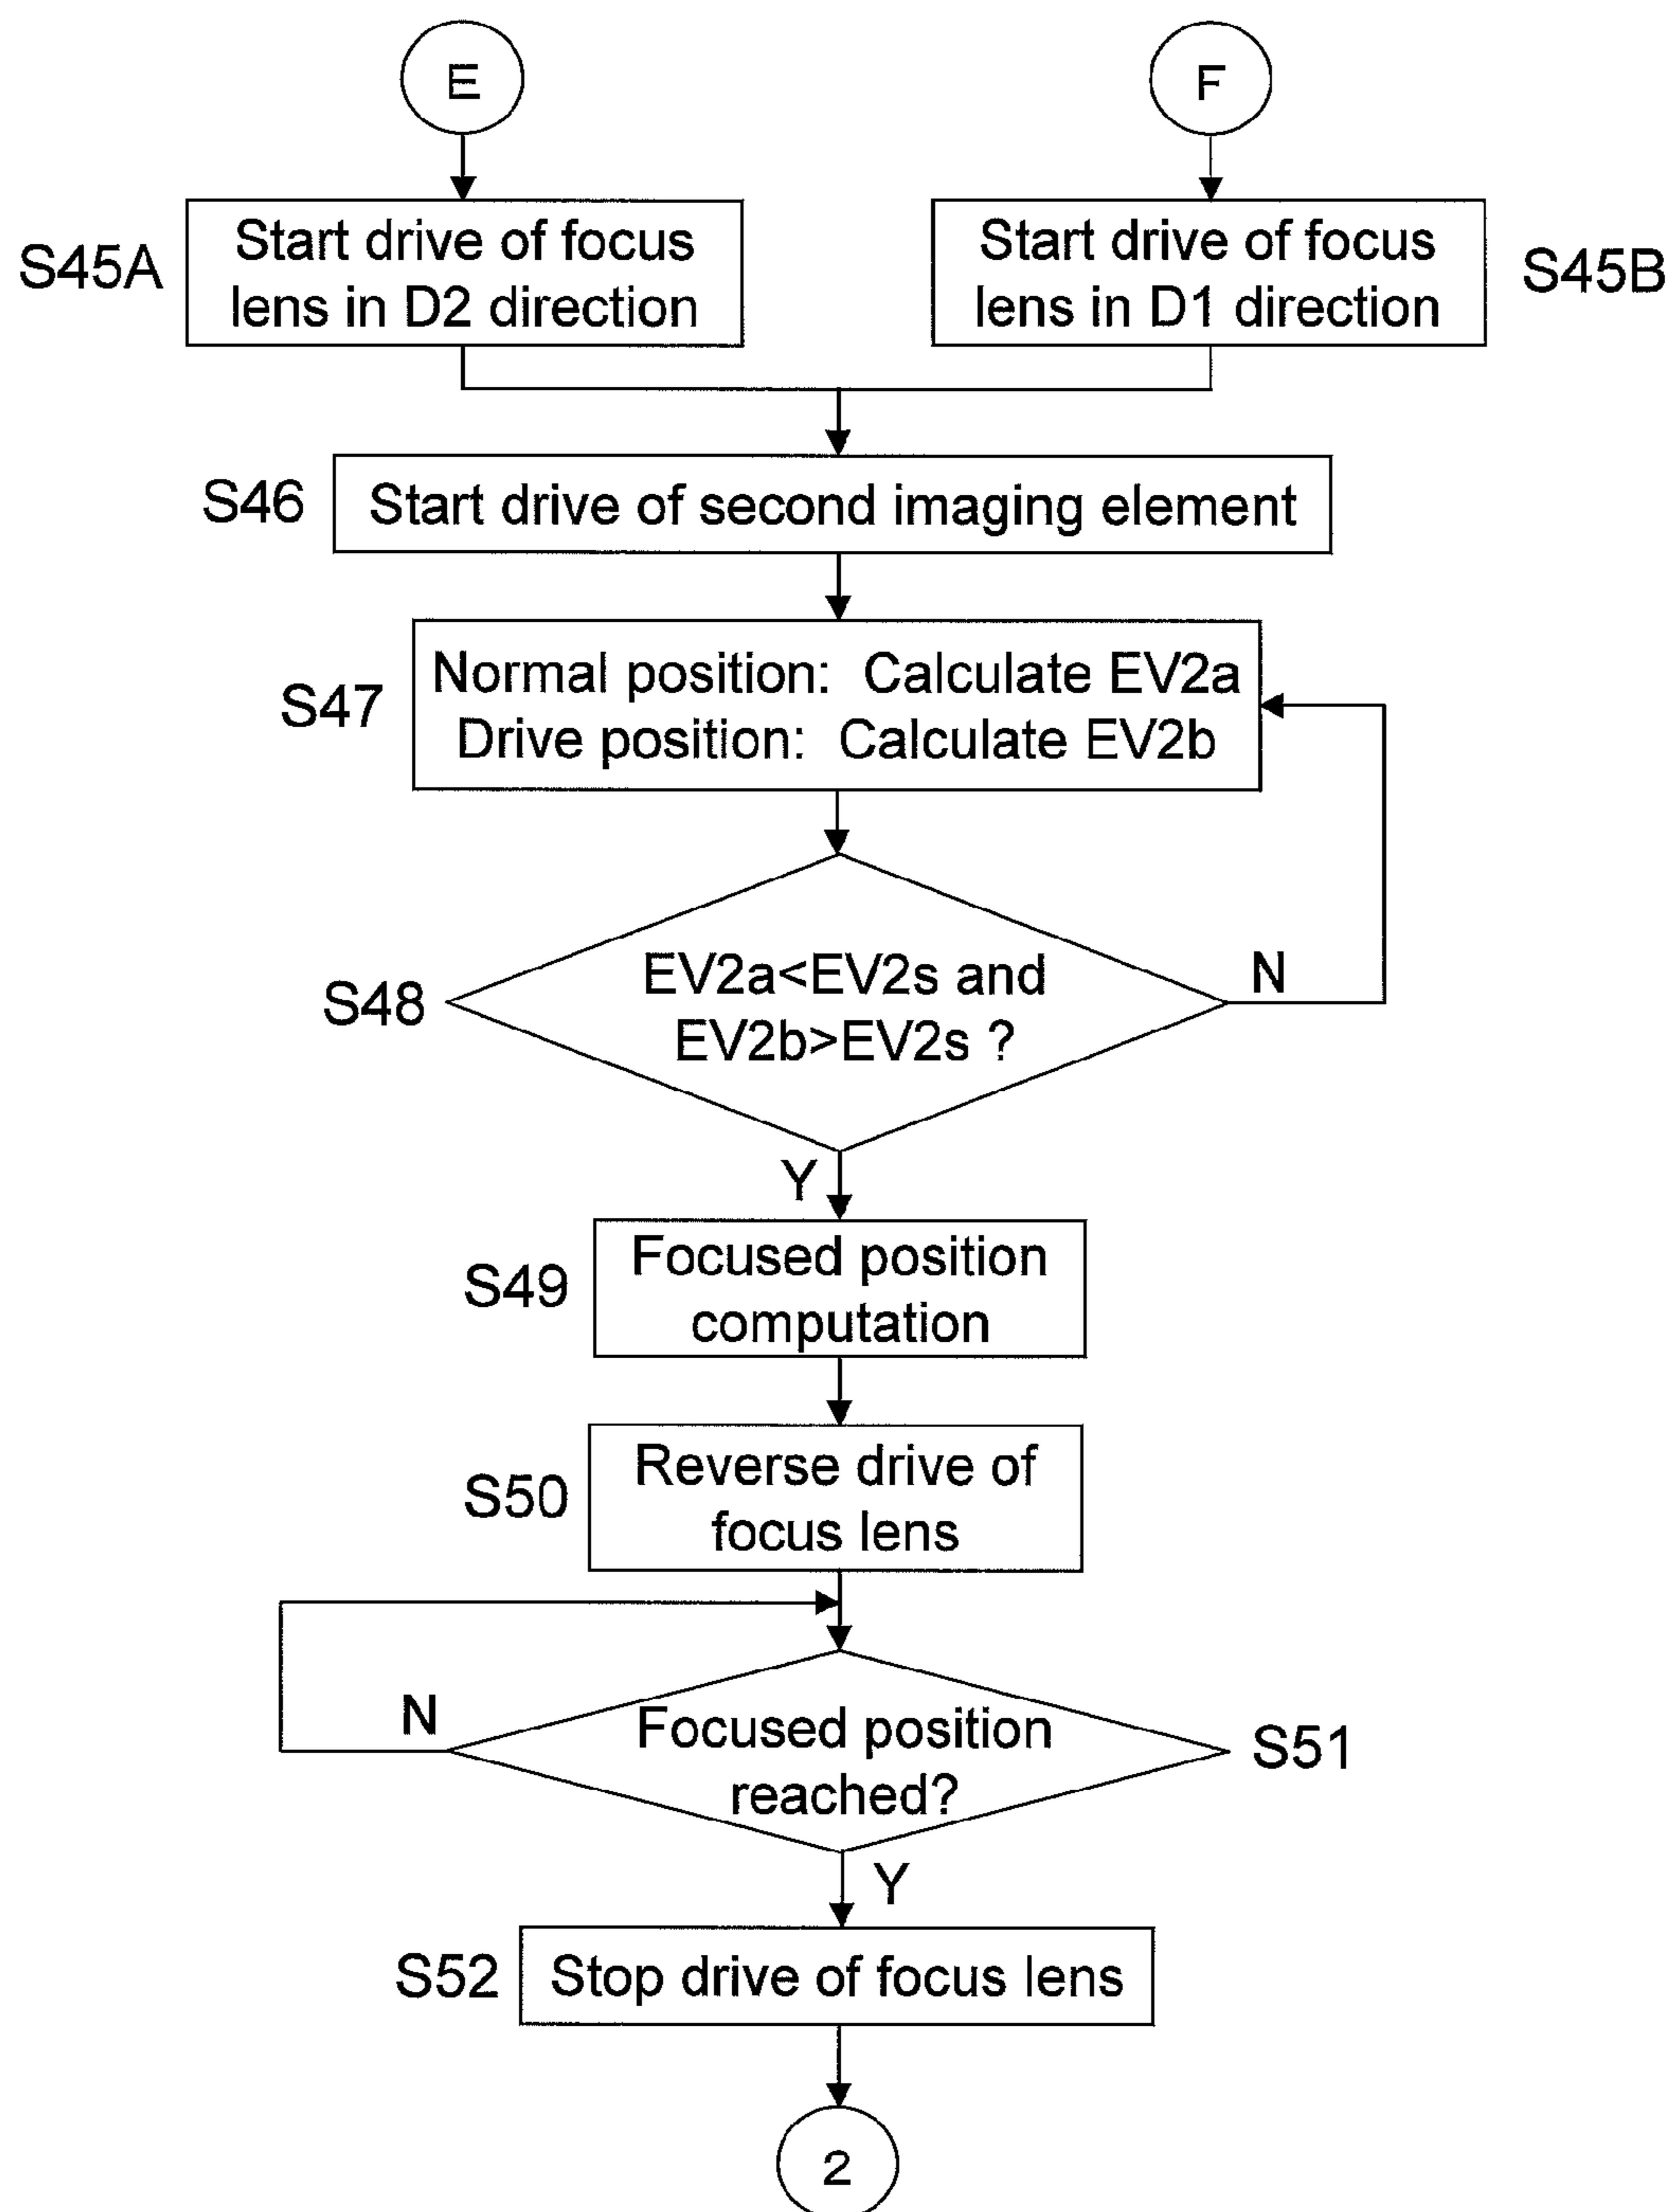 E
F
S45A
Start drive of focus
lens in D2 direction
Start drive of focus
lens in D1 direction
S45B
S46
Start drive of second imaging element
S47
Normal position: Calculate EV2a
Drive position: Calculate EV2b
S48
EV2a<EV2s and
EV2b>EV2s ?
N
Y
S49
Focused position
computation
S50
Reverse drive of
focus lens
N
Focused position
reached?
S51
Y
S52
Stop drive of focus lens
2